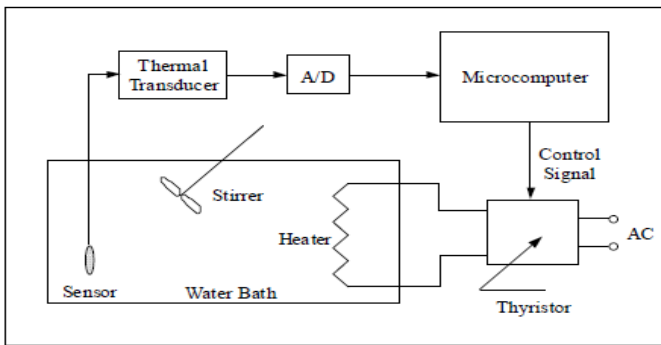 Thermal
Transducer
A/D
Microcomputer
Control
Signal
Stirrer
Heater
AC
Sensor
Water Bath
Thyristor